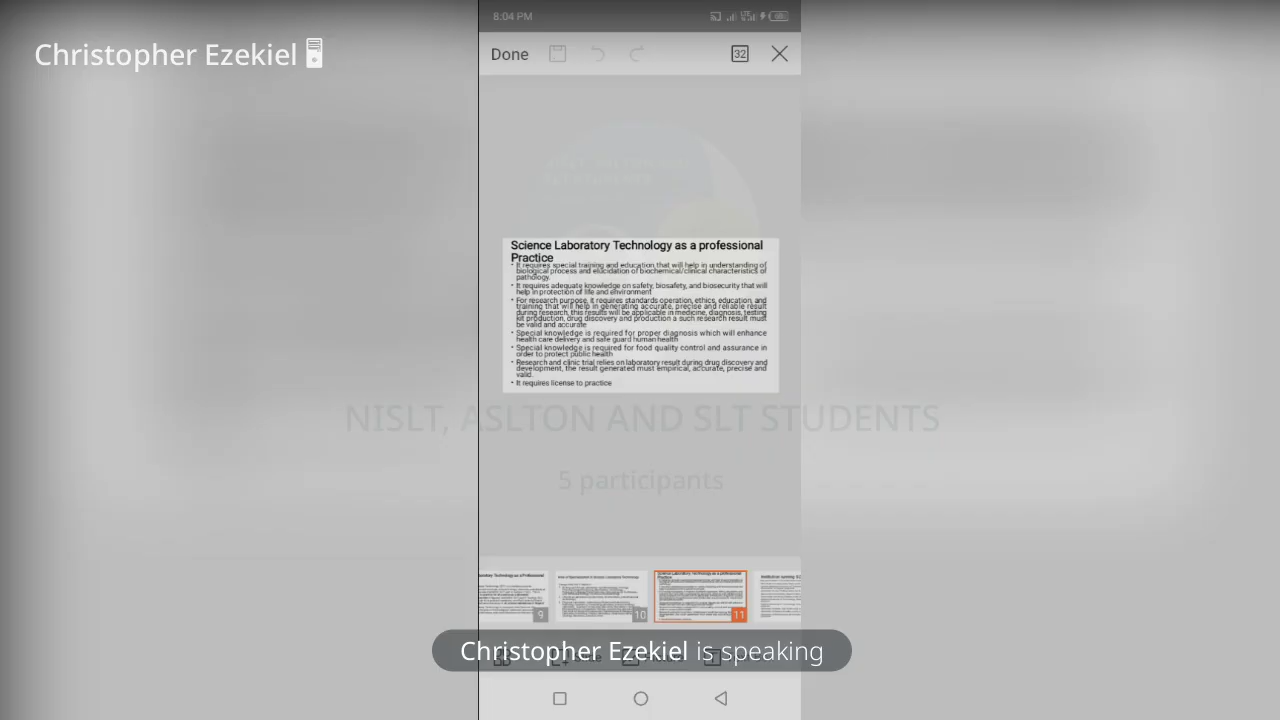 8:04 PM
LTE
Christopher Ezekiel
Done
32
Science Laboratory Technology as a professional
Practice
• It requires special training and education that will help in understanding of
biological process and elucidation of biochemical/clinical characteristics of
pathology.
• It requires adequate knowledge on safety, biosafety, and biosecurity that will
help in protection of life and environment
• For research purpose, it requires standards operation, ethics, education, and
training that will help in generating accurate, precise and reliable result
during research, this results will be applicable in medicine, diagnosis, testing
kit production, drug discovery and production a such research result must
be valid and accurate
• Special knowledge is required for proper diagnosis which will enhance
health care delivery and safe guard human health
• Special knowledge is required for food quality control and assurance in
order to protect public health
• Research and clinic trial relies on laboratory result during drug discovery and
development, the result generated must empirical, accurate, precise and
valid.
• It requires license to practice
NISLT, ASLTON AND SLT STUDENTS
5 participants
9
10
11
Christopher Ezekiel is speaking